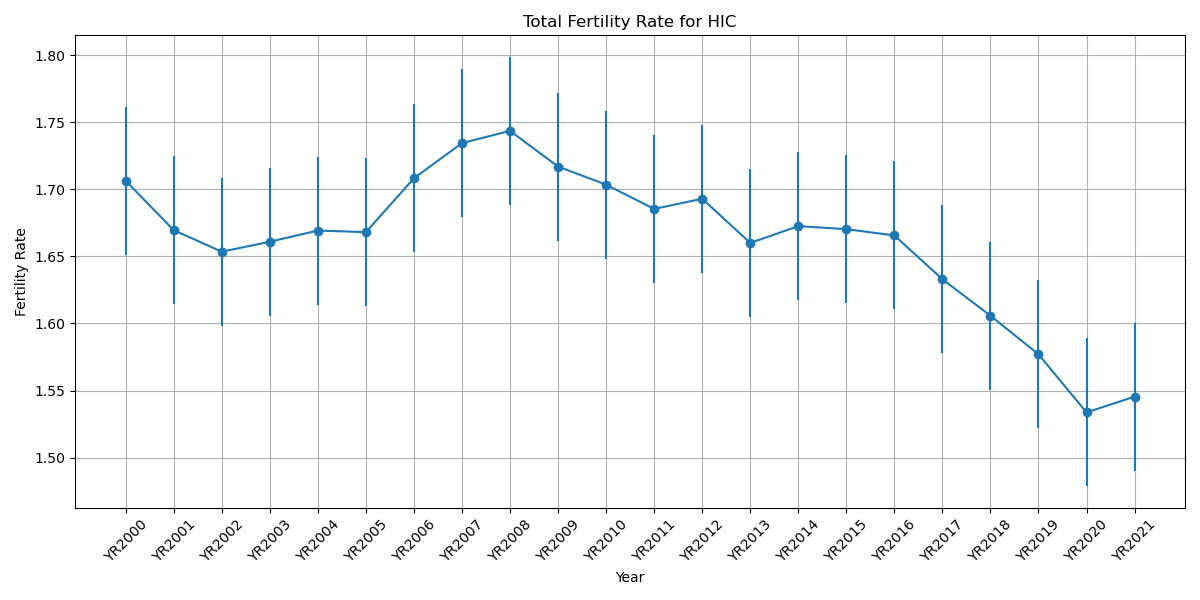 Total Fertility Rate for HIC
Fertility Rate
1.80
1.75
1.70
1.65
1.60
1.55
1.50
YR2000
YR2001
YR2002
YR2003
YR2004
YR2005
YR2006
YR2007
YR2008
YR2009
YR2010
YR2011
YR2012
YR2013
YR2014
YR2015
YR2016
YR2017
YR2018
YR2019
YR2020
YR2021
Year